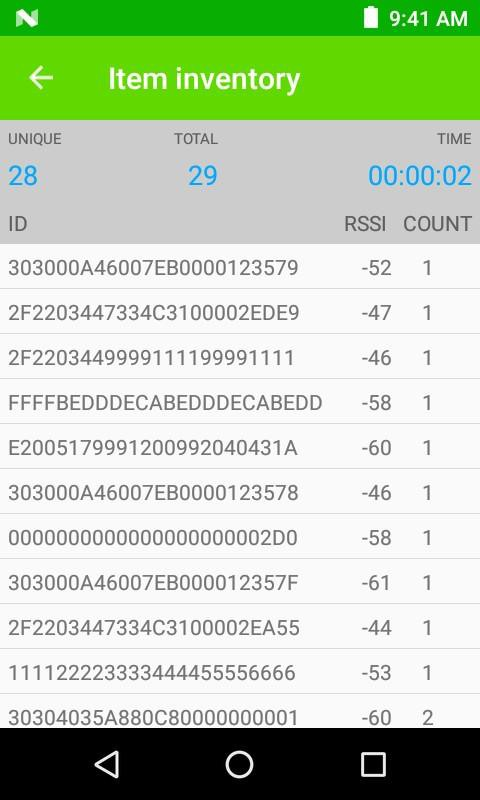 9:41 AM
Item inventory
UNIQUE TOTAL TIME
28 29 00:00:02
ID RSSI COUNT
303000A46007EB0000123579 -52 1
2F2203447334C3100002EDE9 -47 1
2F2203449999111199991111 -46 1
FFFFBEDDDECABEDDDECABEDD -58 1
E2005179991200992040431A -60 1
303000A46007EB0000123578 -46 1
0000000000000000000002D0 -58 1
303000A46007EB000012357F -61 1
2F2203447334C3100002EA55 -44 1
111122223333444455556666 -53 1
30304035A880C80000000001 -60 2